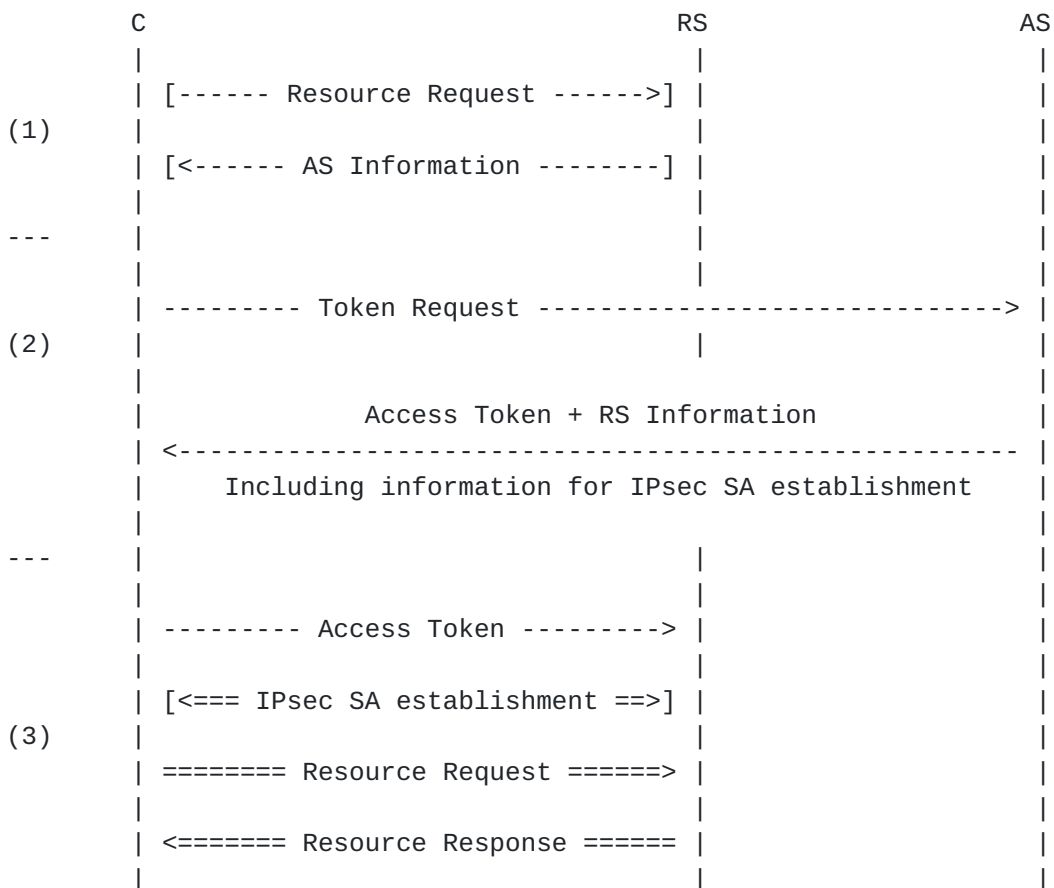 C                                   RS                     AS
        |                                   |                      |
        | [------ Resource Request ------>] |                      |
(1)     |                                   |                      |
        | [<------ AS Information --------] |                      |
        |                                   |                      |
---     |                                   |                      |
        |                                   |                      |
        | --------- Token Request ------------------------------> |
(2)     |                                   |                      |
        |                                                          |
        |              Access Token + RS Information               |
        | <------------------------------------------------------ |
        |     Including information for IPsec SA establishment     |
        |                                                          |
---     |                                   |                      |
        |                                   |                      |
        | --------- Access Token ---------> |                      |
        |                                   |                      |
        | [<=== IPsec SA establishment ==>] |                      |
(3)     |                                   |                      |
        | ======== Resource Request ======> |                      |
        |                                   |                      |
        | <======= Resource Response ====== |                      |
        |                                   |                      |